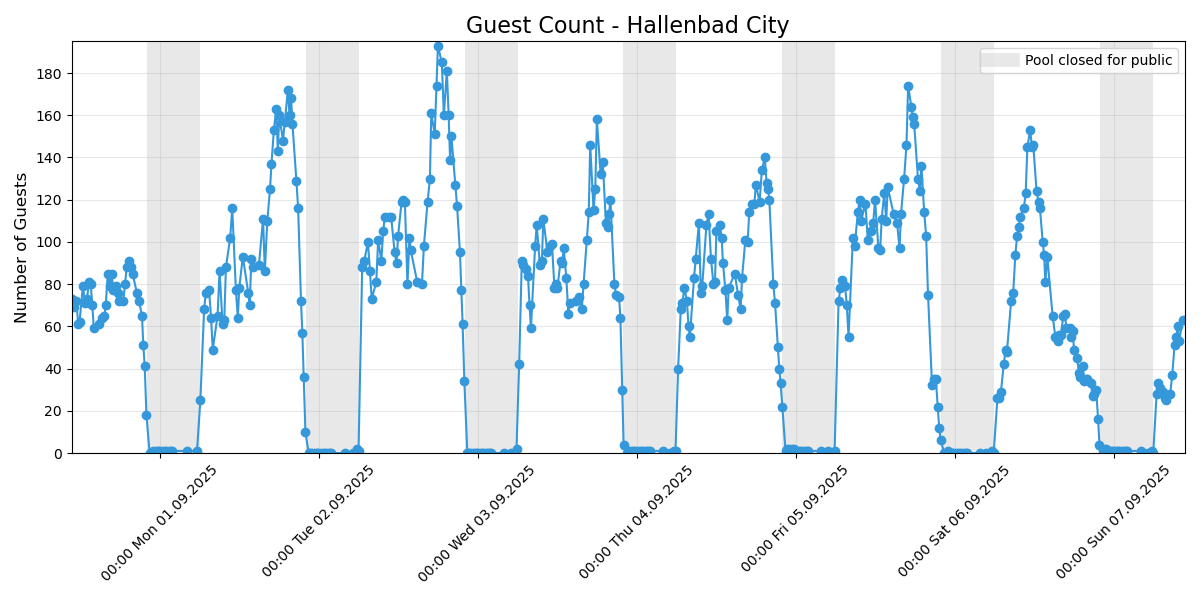 Guest Count - Hallenbad City
Pool closed for public
Number of Guests
180
160
140
120
100
80
60
40
20
0
00:00 Mon 01.09.2025
00:00 Tue 02.09.2025
00:00 Wed 03.09.2025
00:00 Thu 04.09.2025
00:00 Fri 05.09.2025
00:00 Sat 06.09.2025
00:00 Sun 07.09.2025